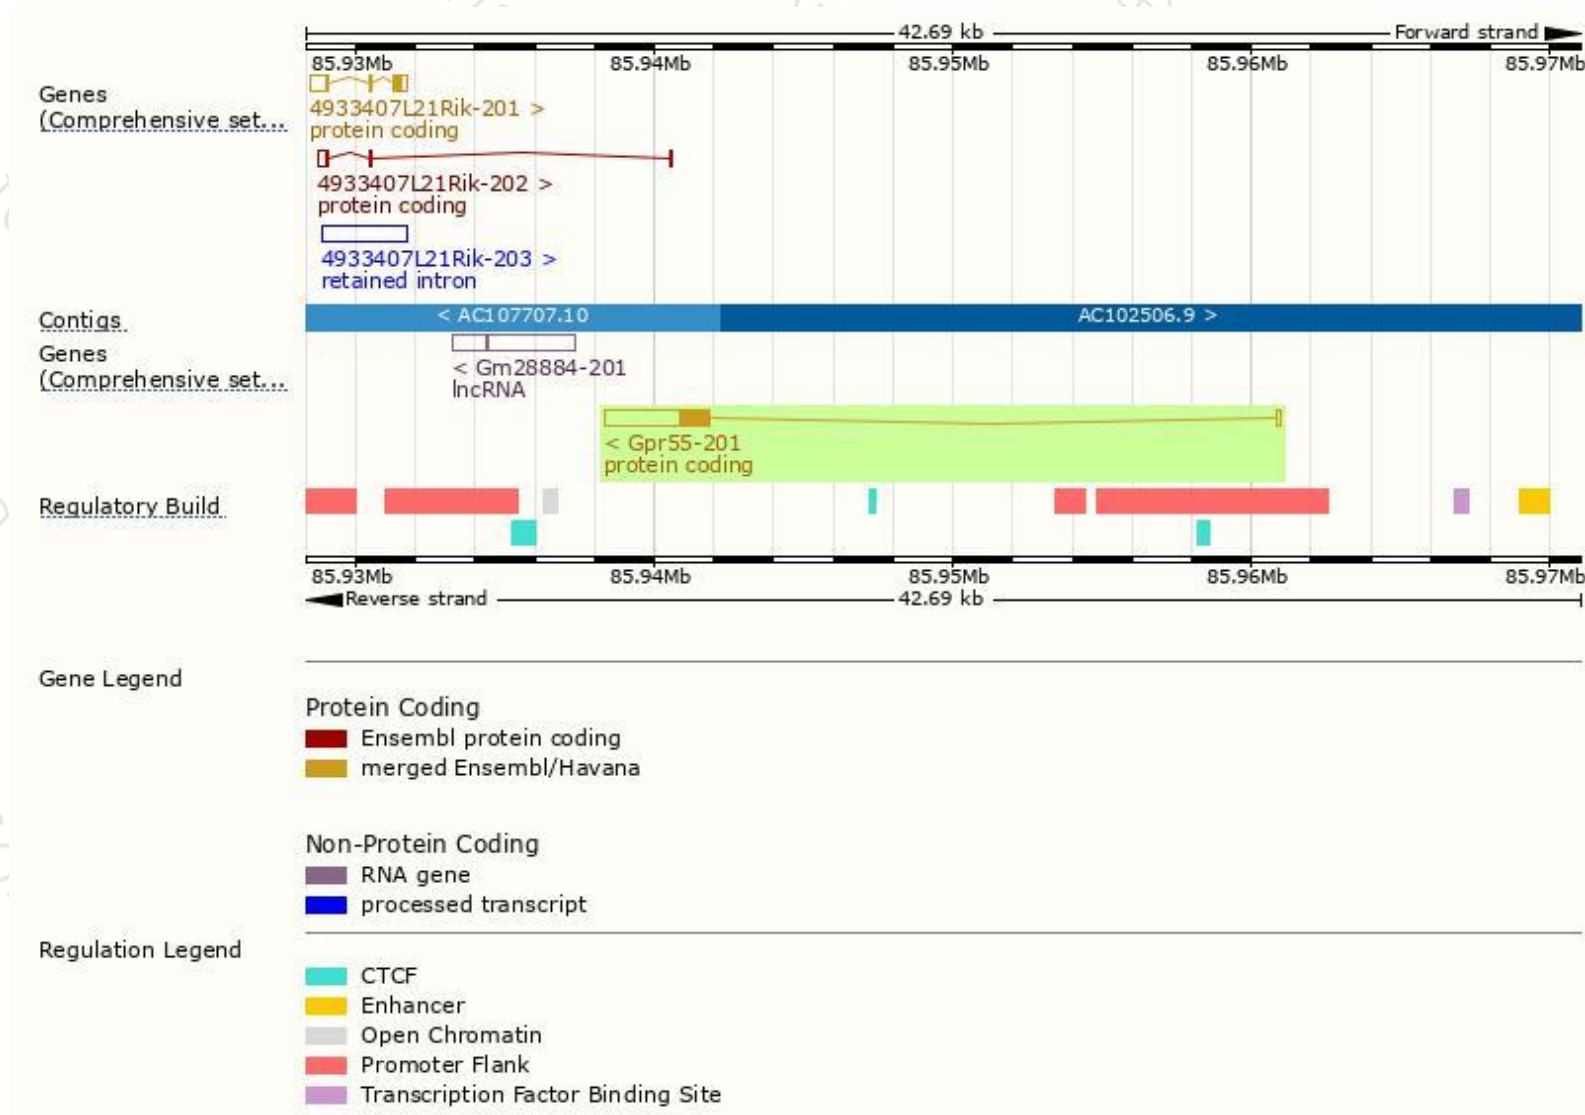 42.69 kb
Forward strand
85.93Mb 85.94Mb 85.95Mb 85.96Mb 85.97Mb
Genes
(Comprehensive set...
4933407L21Rik-201 >
protein coding
4933407L21Rik-202 >
protein coding
4933407L21Rik-203 >
retained intron
Contigs
< AC107707.10
AC102506.9 >
Genes
(Comprehensive set...
< Gm28884-201
lncRNA
< Gpr55-201
protein coding
Regulatory Build
85.93Mb 85.94Mb 85.95Mb 85.96Mb 85.97Mb
Reverse strand
42.69 kb
Gene Legend
Protein Coding
Ensembl protein coding
merged Ensembl/Havana
Non-Protein Coding
RNA gene
processed transcript
Regulation Legend
CTCF
Enhancer
Open Chromatin
Promoter Flank
Transcription Factor Binding Site